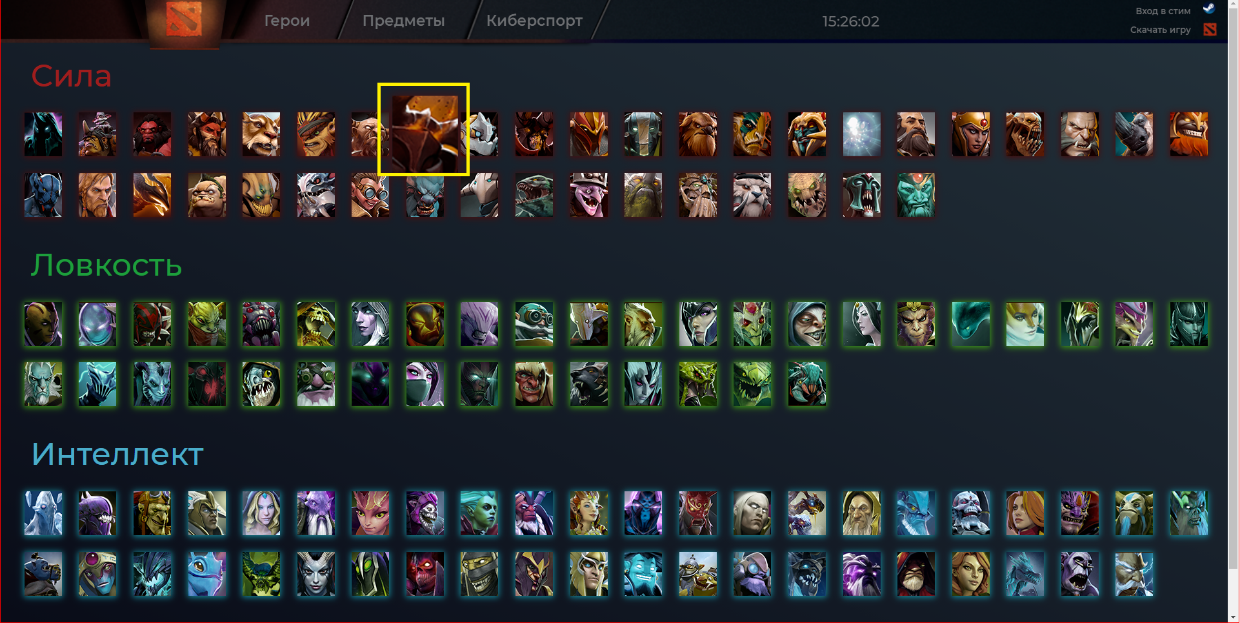 Герои
Предметы
Киберспорт
15:26:02
Вход в стим
Скачать игру
Сила
Ловкость
Интеллект